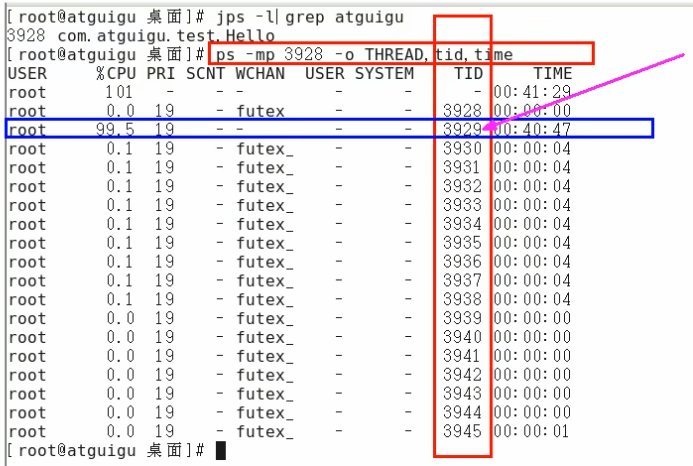 [root@atguigu 桌面]# jps -l|grep atguigu
3928 com.atguigu.test.Hello
[root@atguigu 桌面]# ps -mp 3928 -o THREAD,tid,time
USER %CPU PRI SCNT WCHAN USER SYSTEM TID TIME
root 101 - - - - - - 00:41:29
root 0.0 19 - futex_ - - 3928 00:00:00
root 99.5 19 - - - - 3929 00:40:47
root 0.1 19 - futex_ - - 3930 00:00:04
root 0.1 19 - futex_ - - 3931 00:00:04
root 0.1 19 - futex_ - - 3932 00:00:04
root 0.1 19 - futex_ - - 3933 00:00:04
root 0.1 19 - futex_ - - 3934 00:00:04
root 0.1 19 - futex_ - - 3935 00:00:04
root 0.1 19 - futex_ - - 3936 00:00:04
root 0.1 19 - futex_ - - 3937 00:00:04
root 0.1 19 - futex_ - - 3938 00:00:04
root 0.0 19 - futex_ - - 3939 00:00:00
root 0.0 19 - futex_ - - 3940 00:00:00
root 0.0 19 - futex_ - - 3941 00:00:00
root 0.0 19 - futex_ - - 3942 00:00:00
root 0.0 19 - futex_ - - 3943 00:00:00
root 0.0 19 - futex_ - - 3944 00:00:00
root 0.0 19 - futex_ - - 3945 00:00:01
[root@atguigu 桌面]#